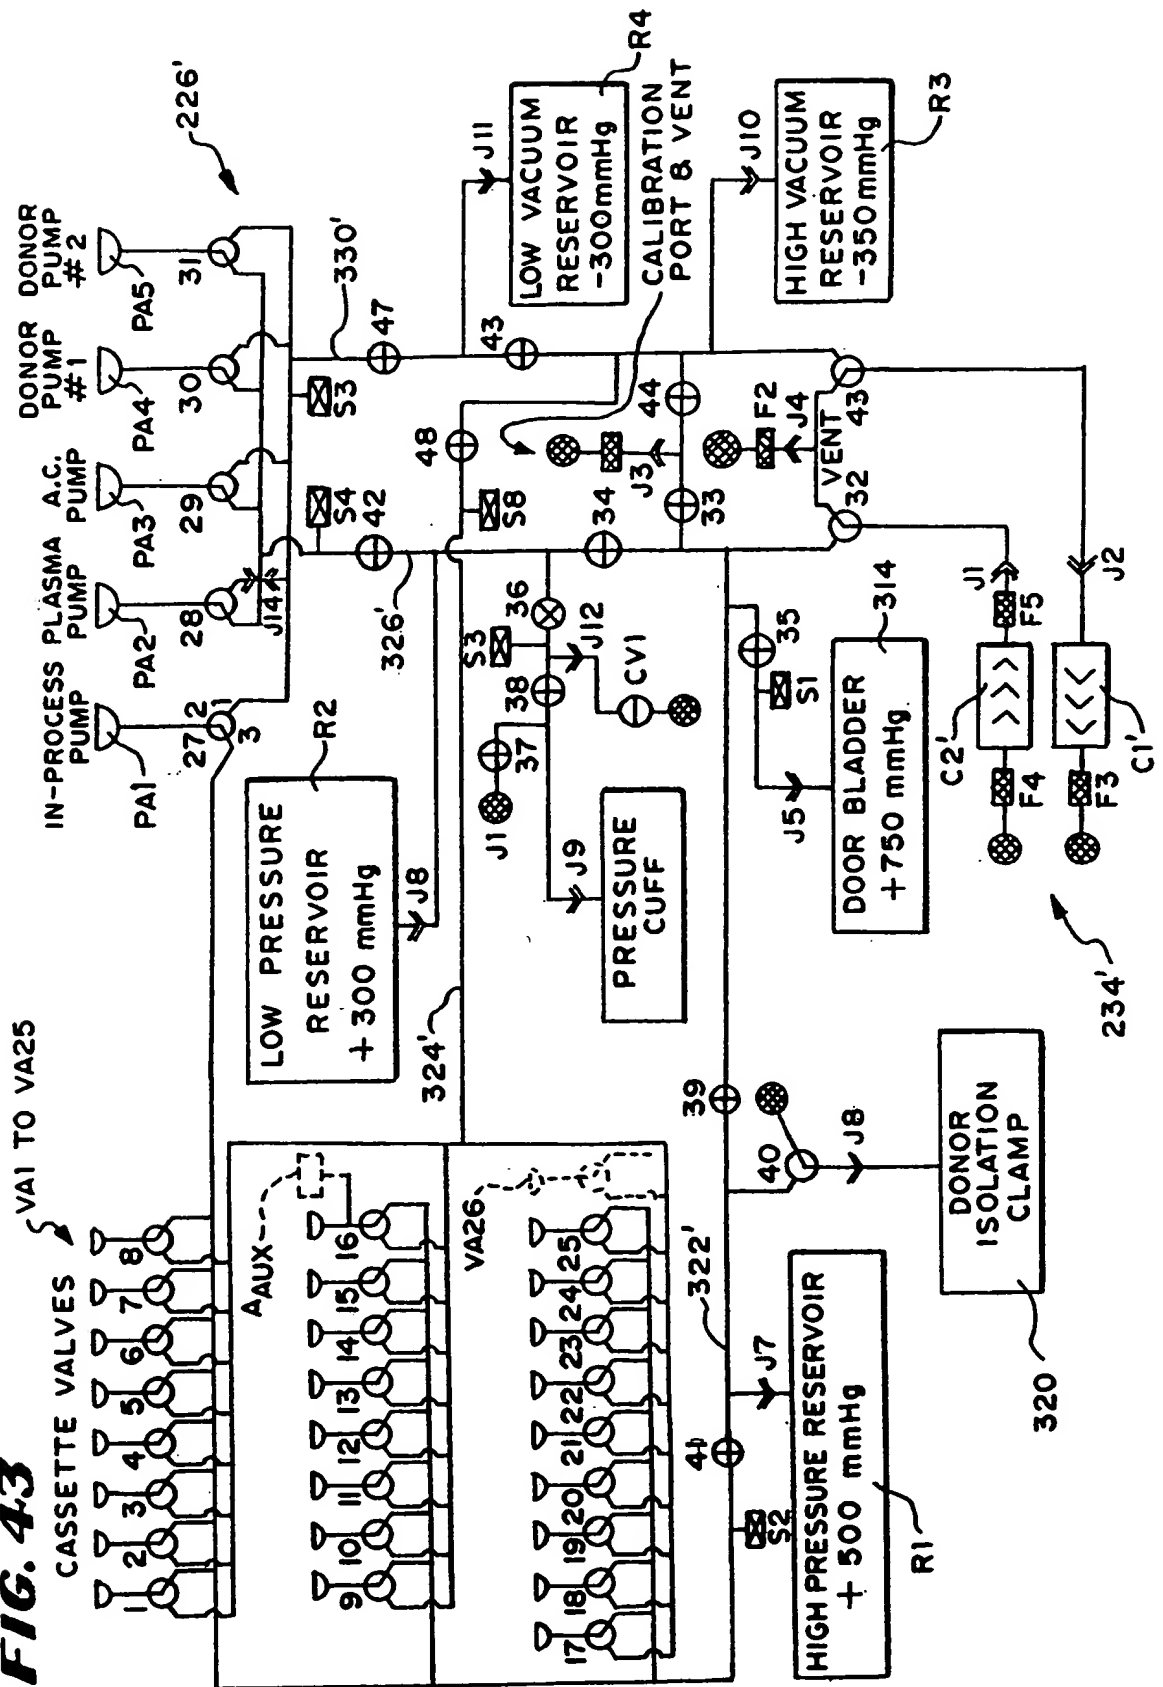 FIG. 43
CASSETTE VALVES
VA1 TO VA25
1
2
3
4
5
6
7
8
IN-PROCESS
PUMP
PLASMA
PUMP
A.C.
PUMP
DONOR
PUMP
#1
DONOR
PUMP
#2
226'
PA1
PA2
PA3
PA4
PA5
27
2
1
3
28
29
30
31
J14
S4
S3
330'
42
47
326'
AAUX
9
10
11
12
13
14
15
16
LOW PRESSURE
RESERVOIR
+300 mmHg
R2
J8
324'
48
S8
43
J11
LOW VACUUM
RESERVOIR
-300mmHg
R4
CALIBRATION
PORT & VENT
VA26
17
18
19
20
21
22
23
24
25
J1
37
38
S3
36
J12
CV1
34
J3
33
44
J9
PRESSURE
CUFF
J10
HIGH VACUUM
RESERVOIR
-350mmHg
R3
F2
J4
VENT
32
43
41
322'
39
40
J8
DONOR
ISOLATION
CLAMP
320
S2
J7
HIGH PRESSURE RESERVOIR
+500 mmHg
R1
35
S1
J5
DOOR BLADDER
+750 mmHg
314
J1
F5
C2'
F4
J2
C1'
F3
234'